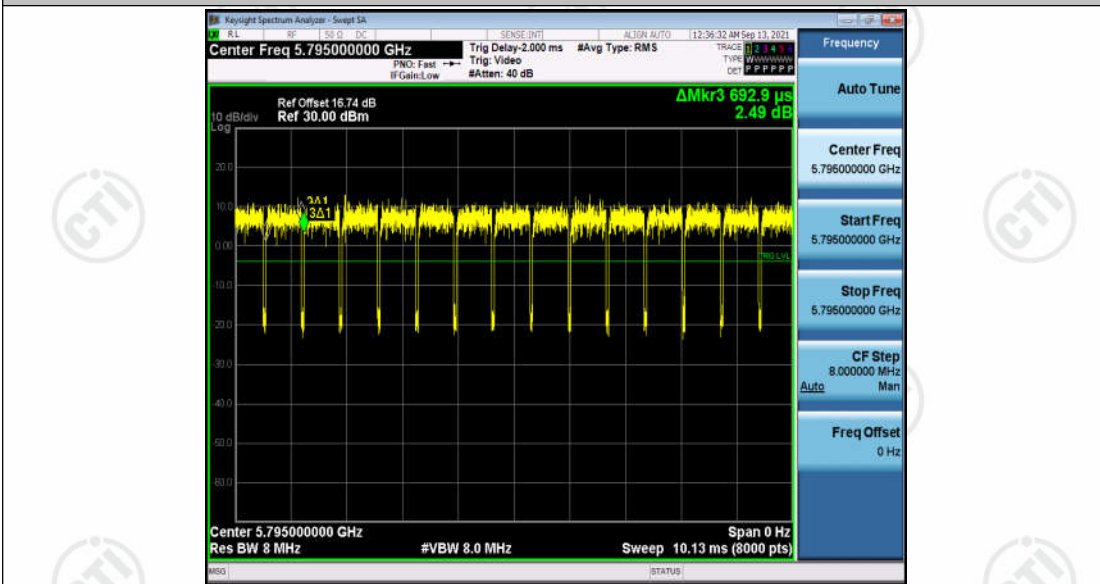 Keysight Spectrum Analyzer - Swept SA
RL RF 50 Ω DC SENSE:INT ALIGN AUTO 12:36:32 AM Sep 13, 2021
Center Freq 5.795000000 GHz
PNO: Fast
IFGain:Low
Trig Delay-2.000 ms
Trig: Video
#Atten: 40 dB
#Avg Type: RMS
TRACE 1 2 3 4 5 6
TYPE W
DET P P P P P P
Frequency
ΔMkr3 692.9 µs
2.49 dB
Ref Offset 16.74 dB
10 dB/div Ref 30.00 dBm
Log
20.0
10.0
0.00
-10.0
-20.0
-30.0
-40.0
-50.0
-60.0
3Δ1
3Δ1
TRIG LVL
Center 5.795000000 GHz Span 0 Hz
Res BW 8 MHz #VBW 8.0 MHz Sweep 10.13 ms (8000 pts)
MSG STATUS
Auto Tune
Center Freq
5.795000000 GHz
Start Freq
5.795000000 GHz
Stop Freq
5.795000000 GHz
CF Step
8.000000 MHz
Auto Man
Freq Offset
0 Hz
CTI
CTI
CTI
CTI